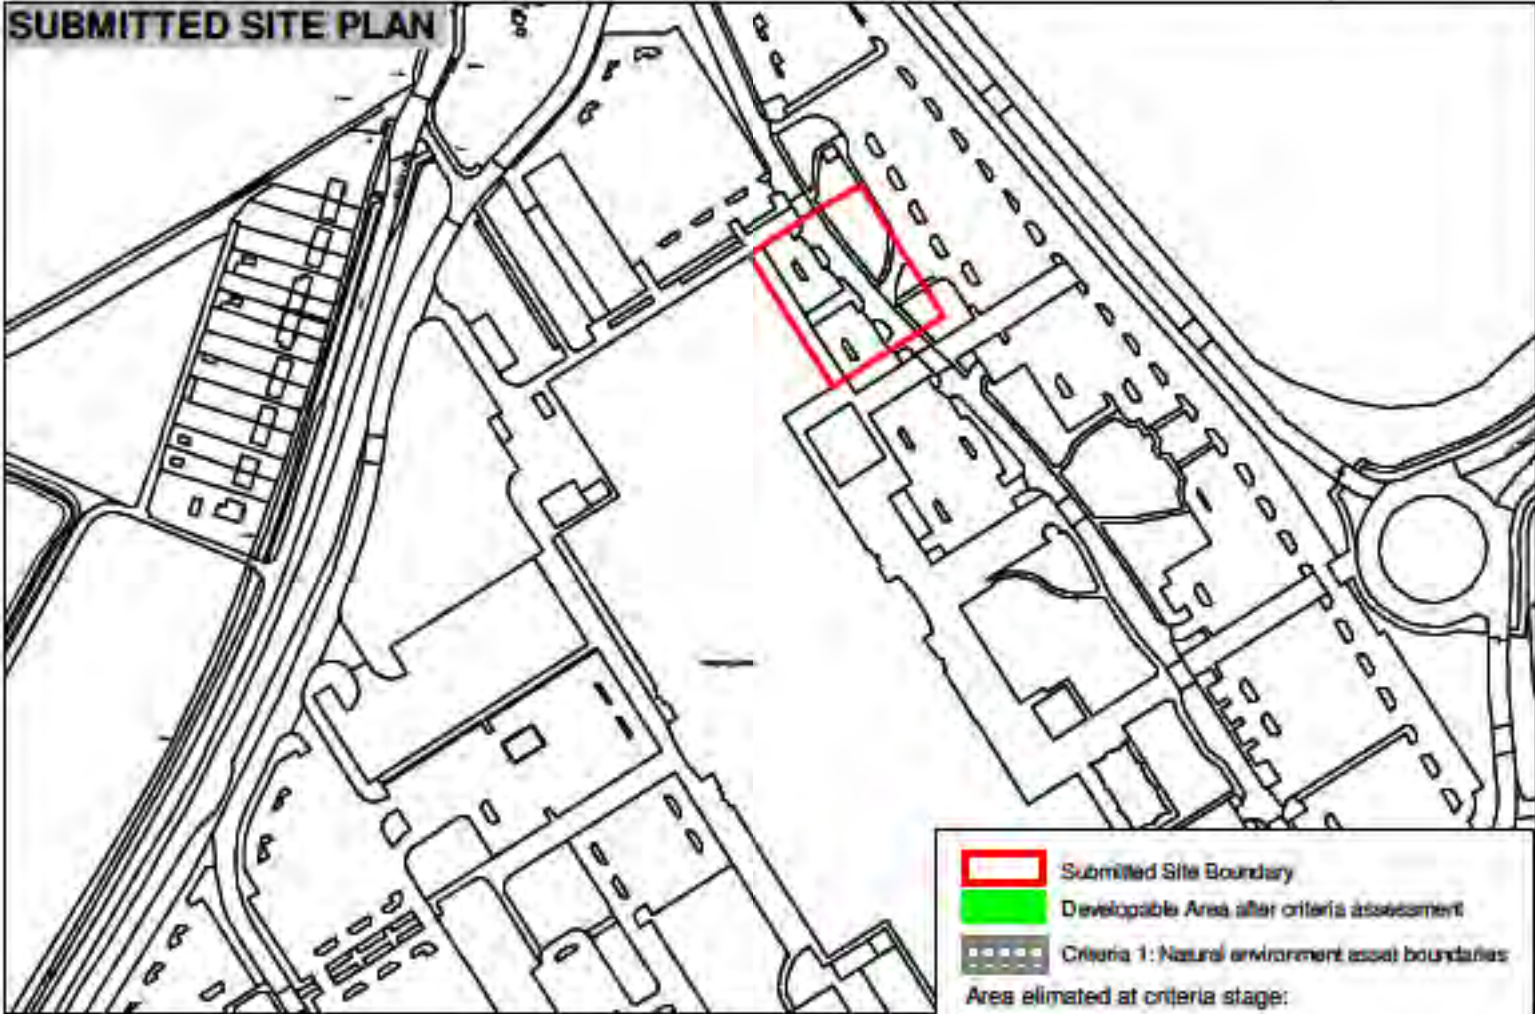 SUBMITTED SITE PLAN
Submitted Site Boundary
Developable Area after criteria assessment
Criteria 1: Natural environment asset boundaries
Area elimated at criteria stage: